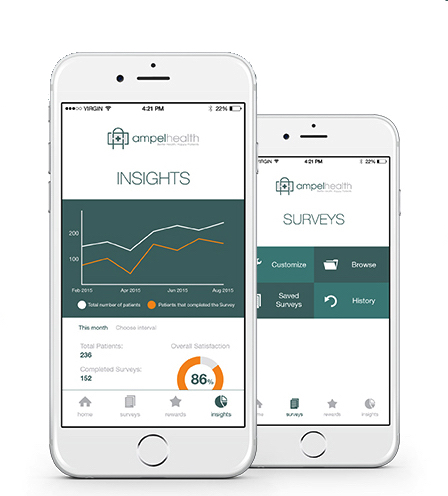 VIRGIN 4:21 PM 22%
ampelhealth
INSIGHTS
200
100
Feb 2015 Apr 2015 Jun 2015 Aug 2015
Total number of patients Patients that completed the Survey
This month Choose interval
Total Patients:
236
Completed Surveys:
152
Overall Satisfaction
86%
home surveys rewards insights
VIRGIN 4:21 PM 22%
ampelhealth
SURVEYS
Customize Browse
Saved
Surveys
History
home surveys rewards insights